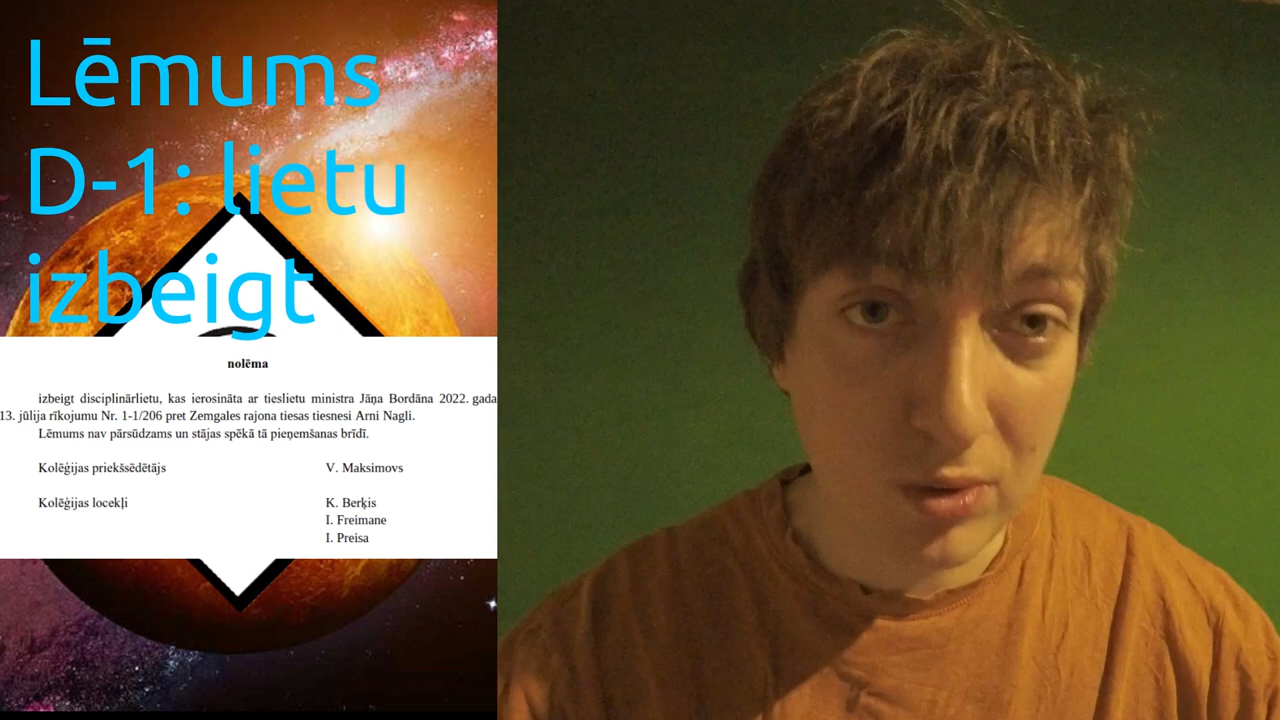 Lēmums
D-1: lietu
izbeigt
nolēma
izbeigt disciplinārlietu, kas ierosināta ar tieslietu ministra Jāņa Bordāna 2022. gada
13. jūlija rīkojumu Nr. 1-1/206 pret Zemgales rajona tiesas tiesnesi Arni Nagli.
Lēmums nav pārsūdzams un stājas spēkā tā pieņemšanas brīdī.
Kolēģijas priekšsēdētājs V. Maksimovs
Kolēģijas locekļi K. Berķis
I. Freimane
I. Preisa